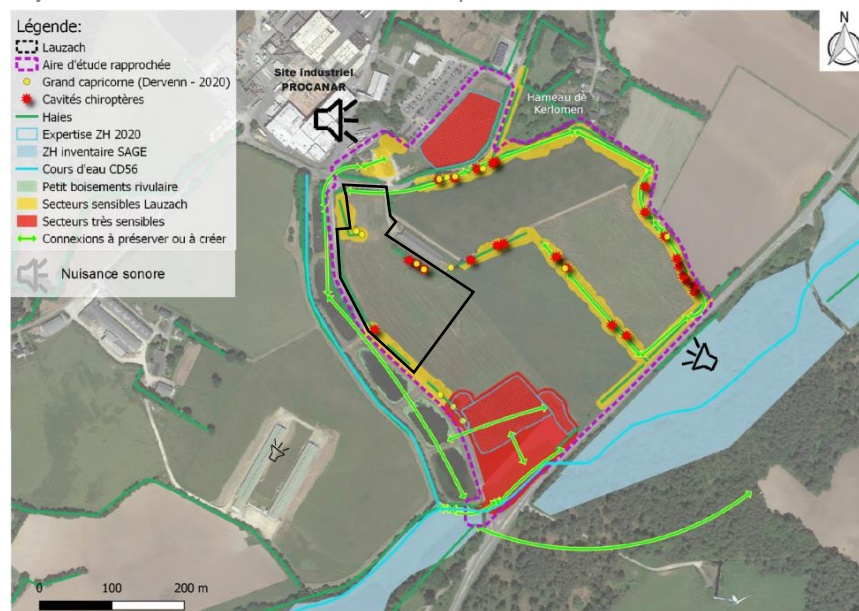 Légende:
Lauzach
Aire d'étude rapprochée
Grand capricorne (Dervenn - 2020)
Cavités chiroptères
Haies
Expertise ZH 2020
ZH inventaire SAGE
Cours d'eau CD56
Petit boisements rivulaire
Secteurs sensibles Lauzach
Secteurs très sensibles
Connexions à préserver ou à créer
Nuisance sonore
Site industriel
PROCANAR
Hameau de
Kerlomen
N
0 100 200 m